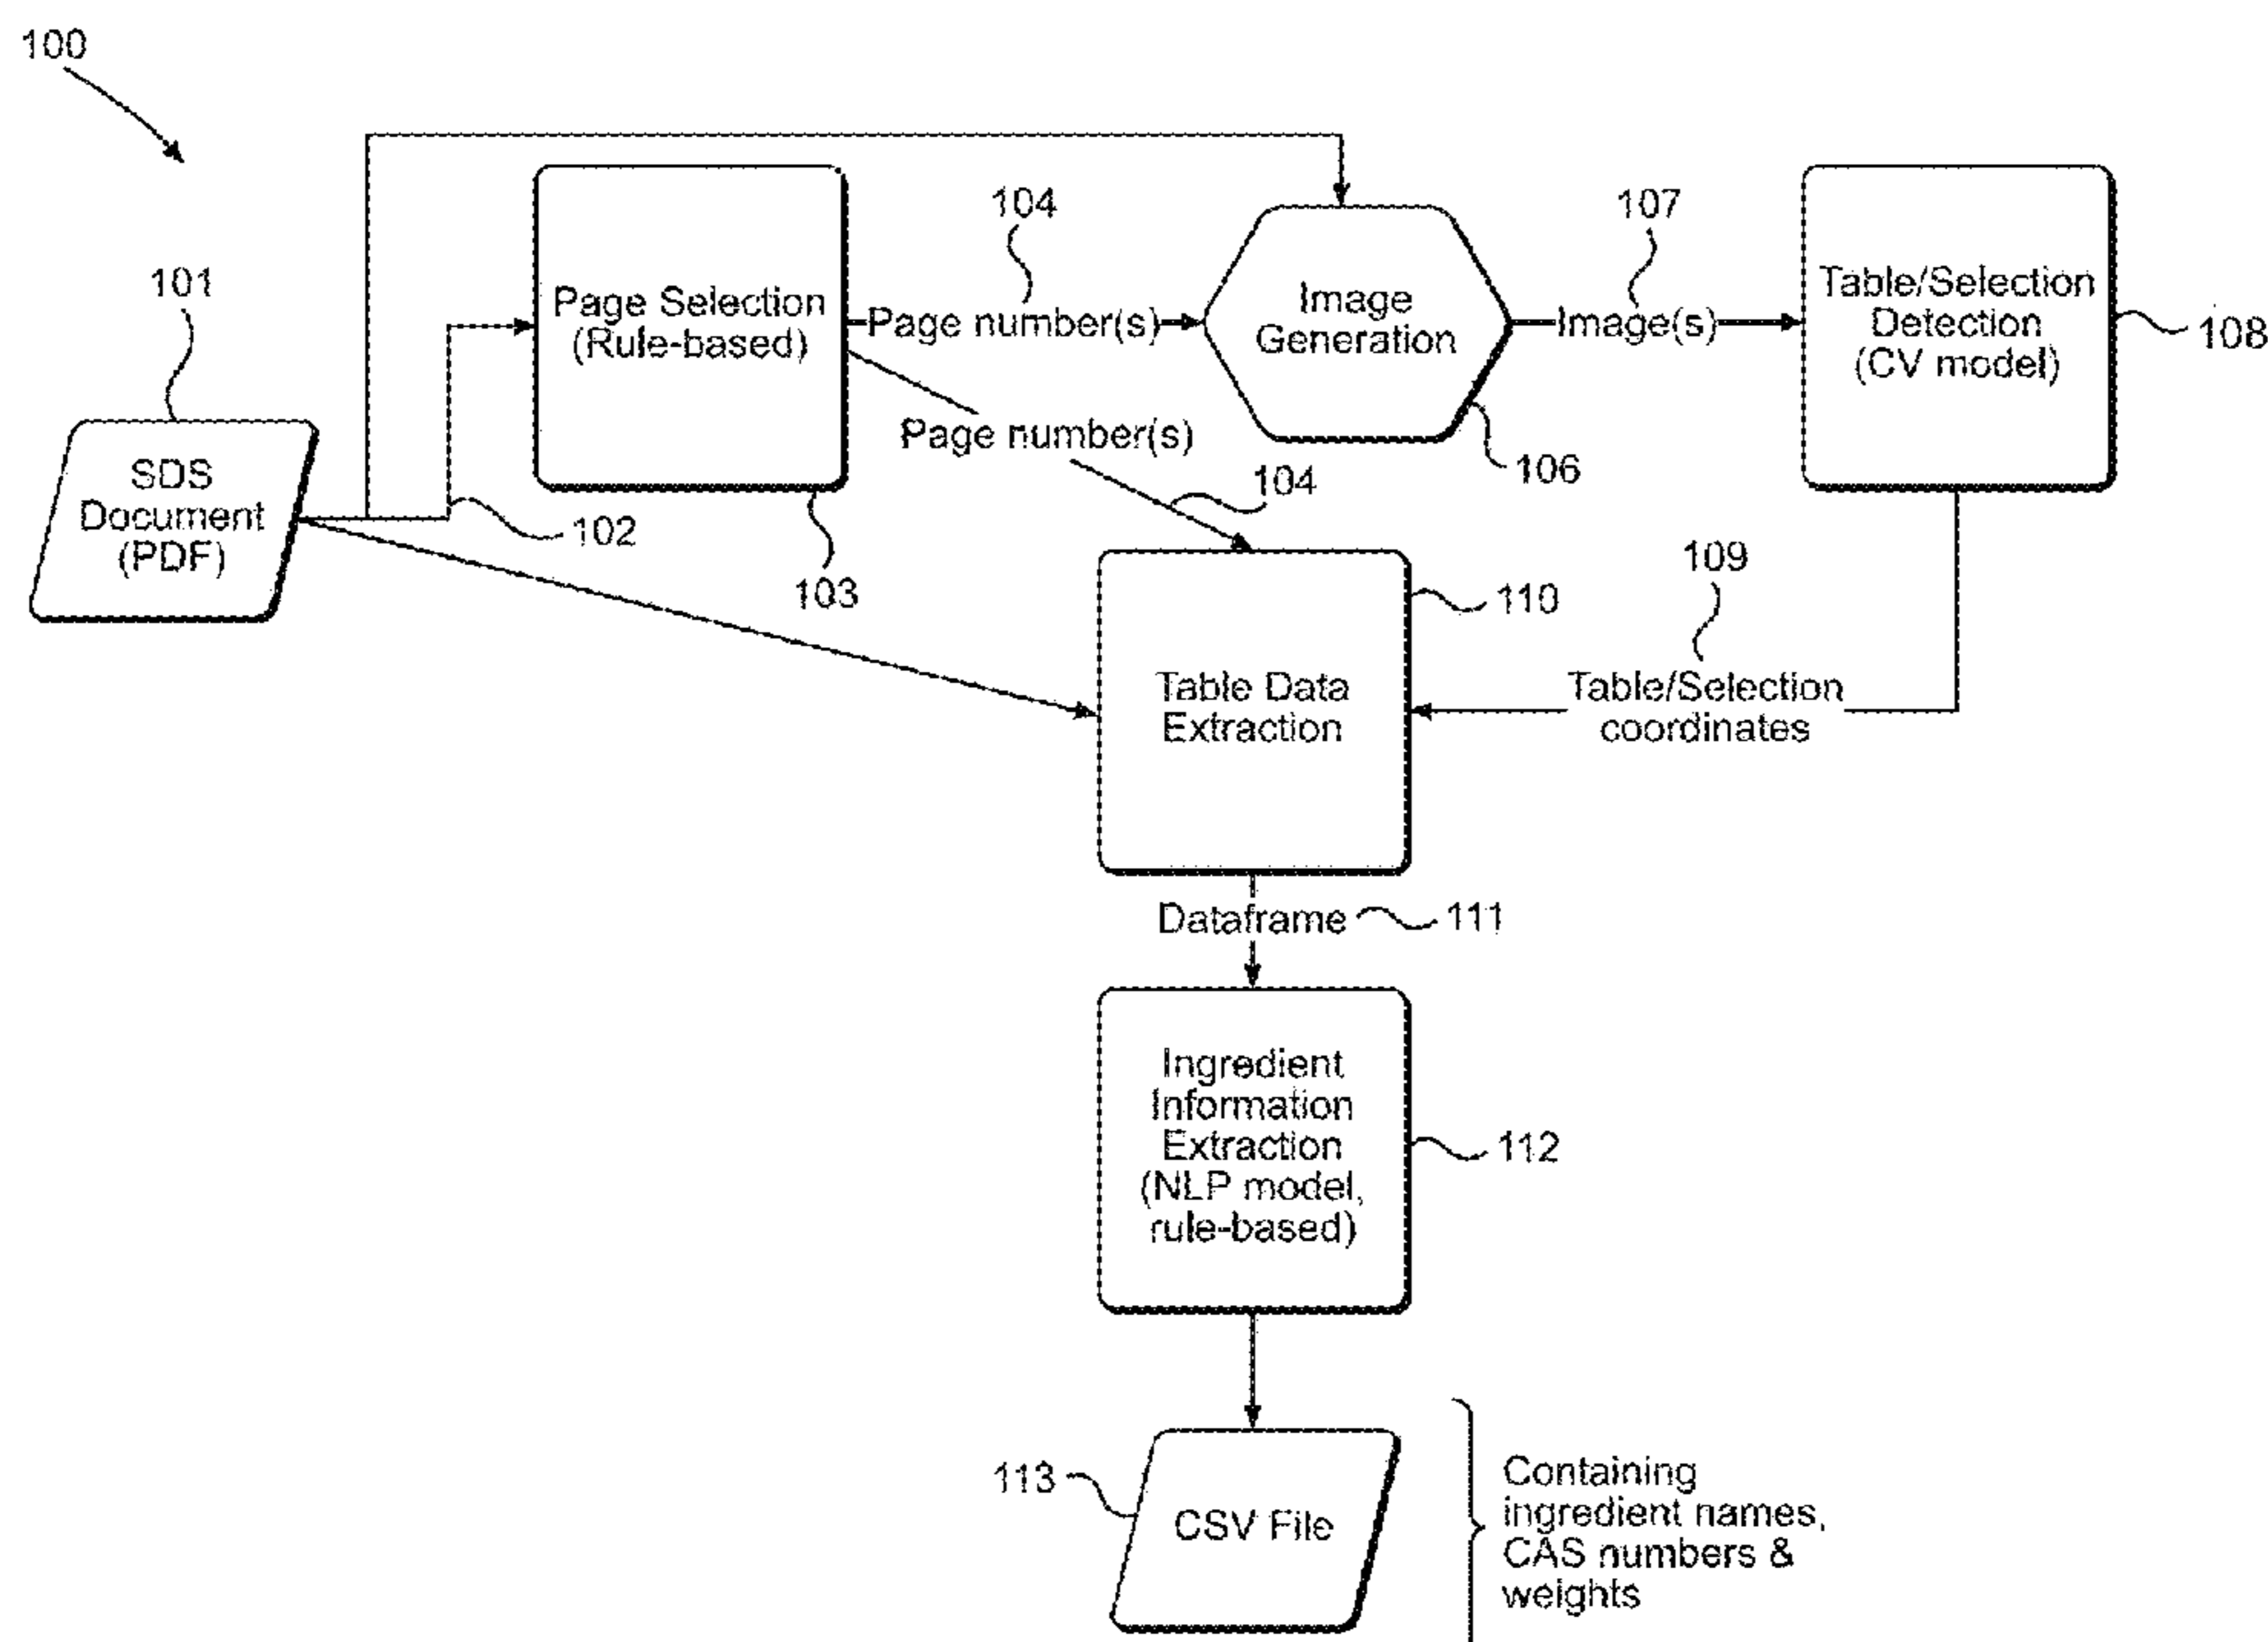 100
101
SDS
Document
(PDF)
102
Page Selection
(Rule-based)
103
104
Page number(s)
Page number(s)
104
Image
Generation
106
107
Image(s)
Table/Selection
Detection
(CV model)
108
109
Table/Selection
coordinates
110
Table Data
Extraction
Dataframe
111
Ingredient
Information
Extraction
(NLP model,
rule-based)
112
113
CSV File
Containing
ingredient names,
CAS numbers &
weights